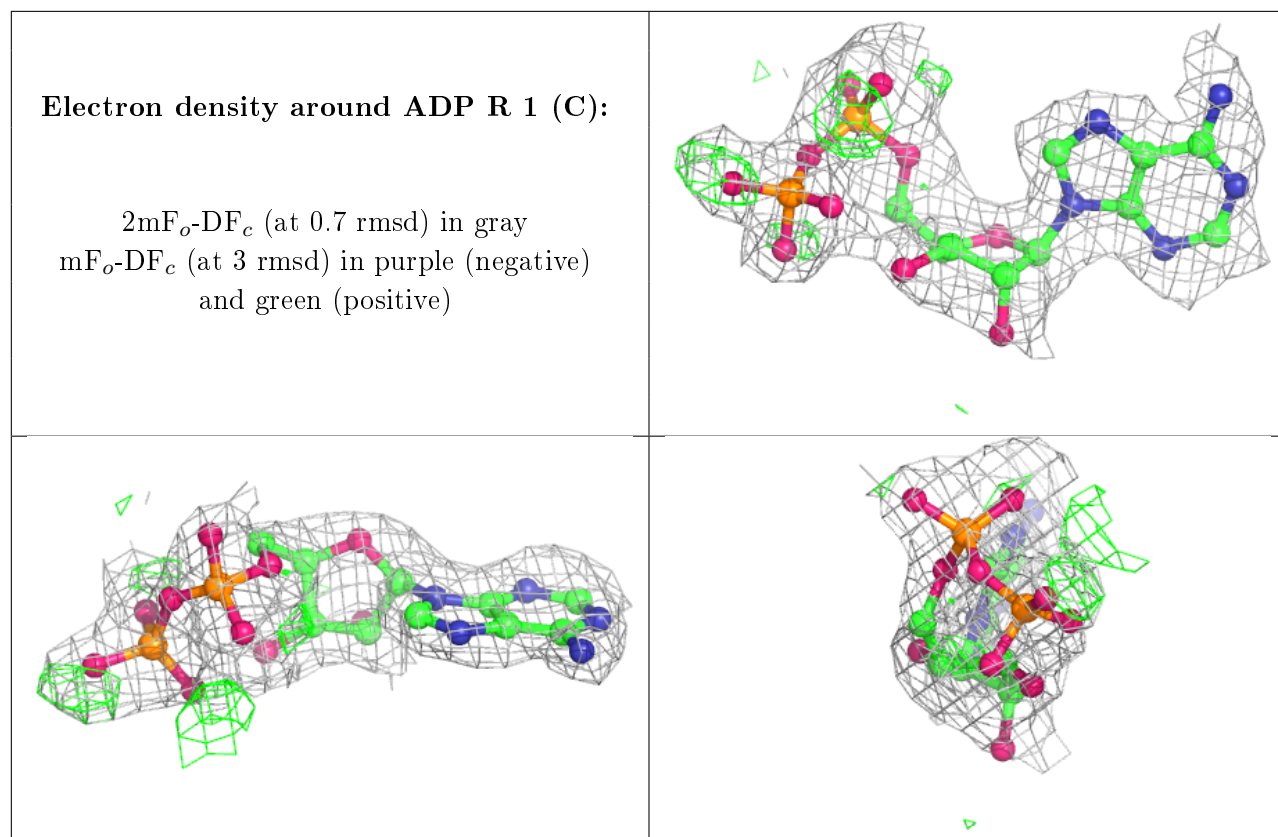 Electron density around ADP R 1 (C):
2mFo-DFc (at 0.7 rmsd) in gray
mFo-DFc (at 3 rmsd) in purple (negative)
and green (positive)